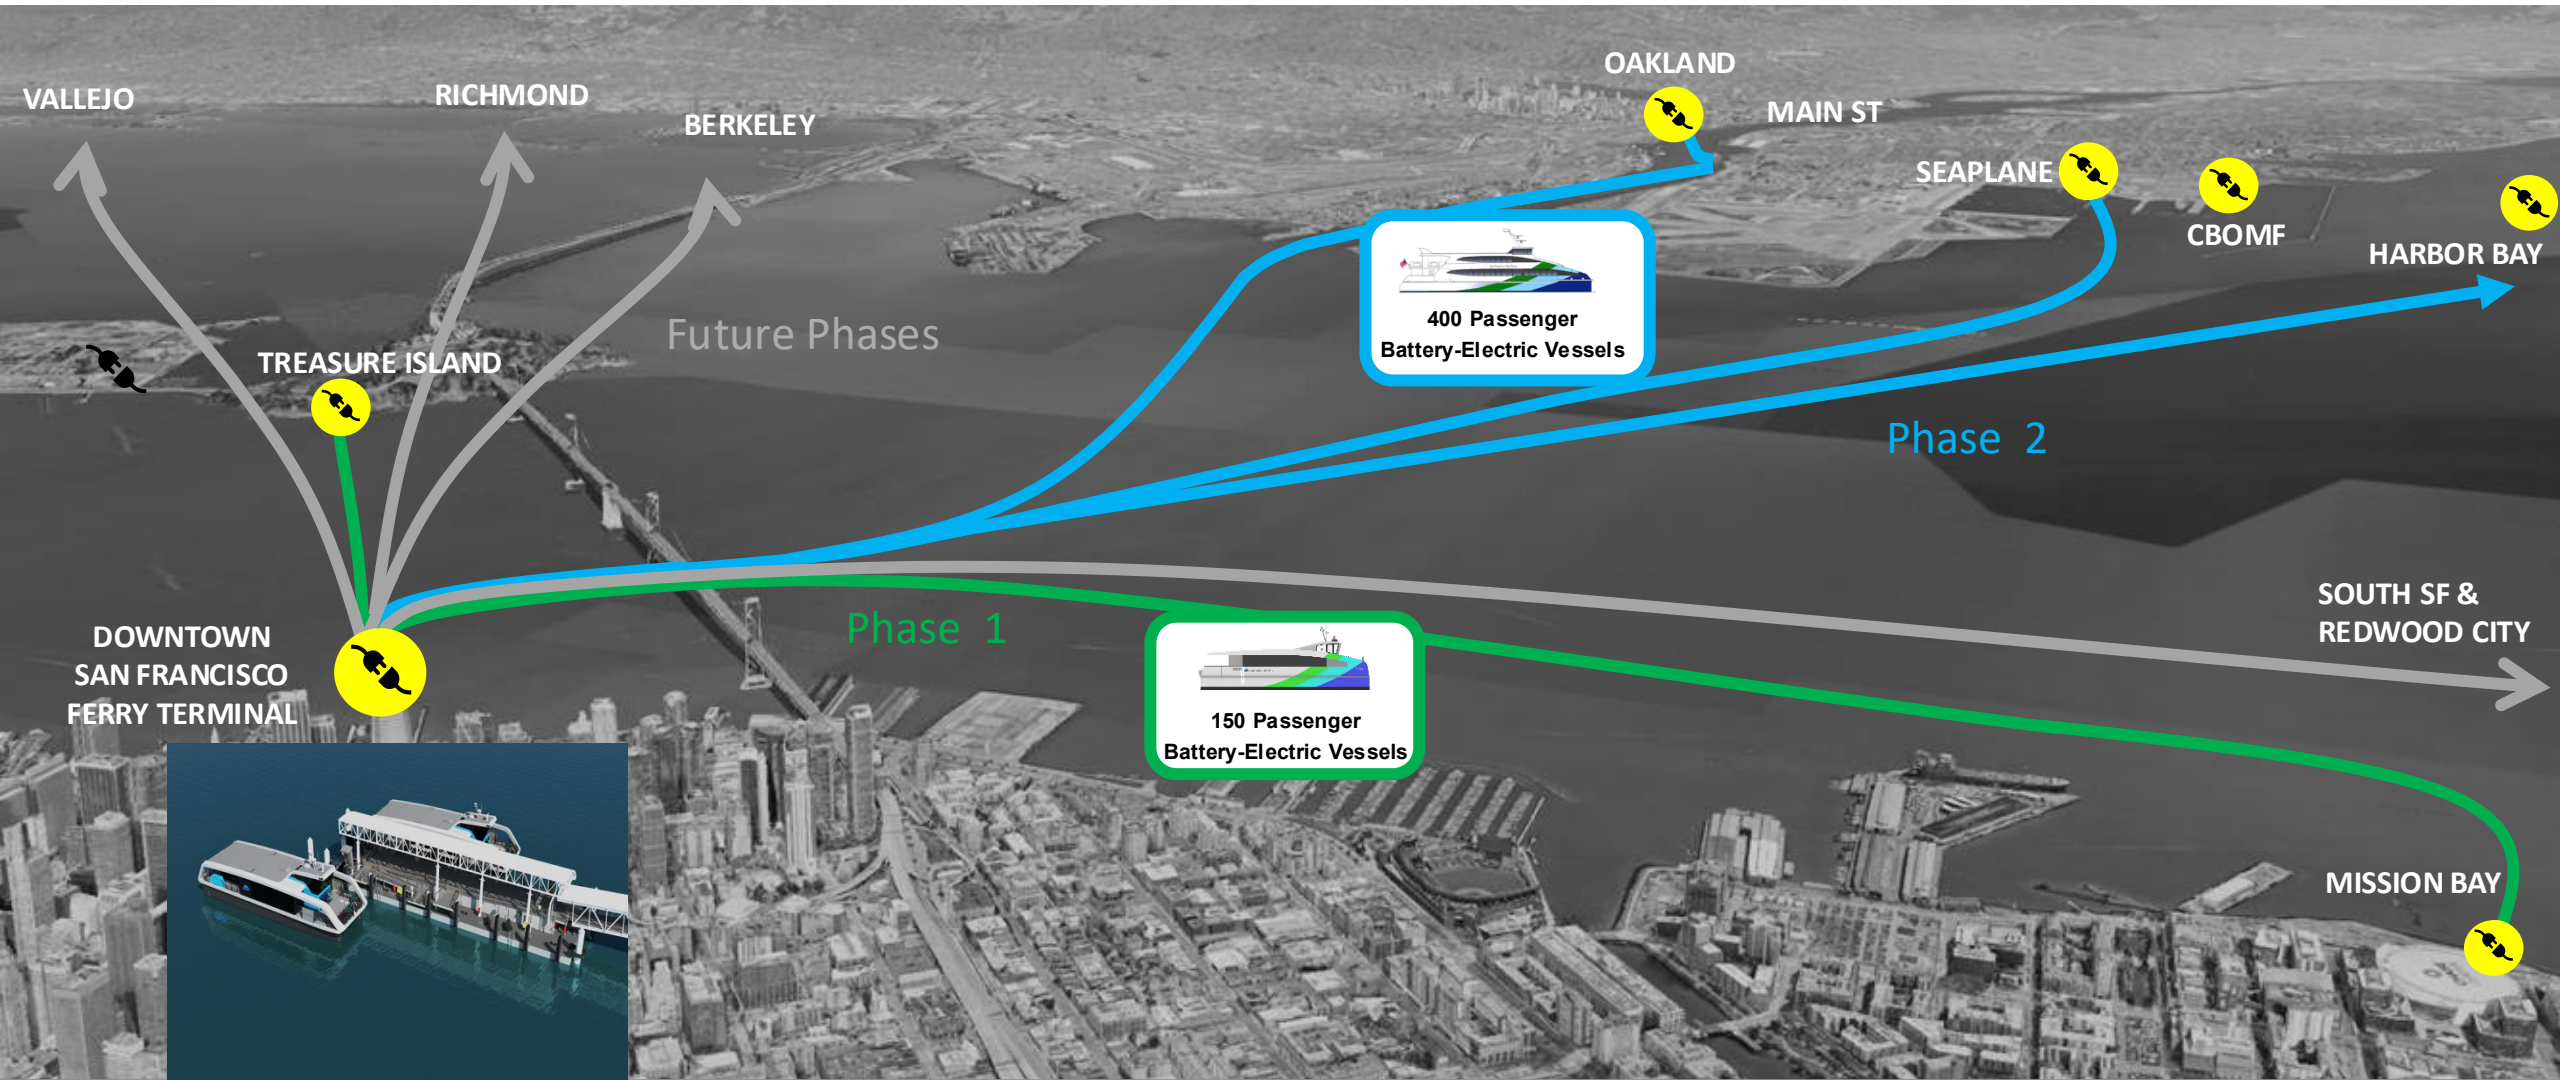 OAKLAND
VALLEJO
RICHMOND
BERKELEY
MAIN ST
SEAPLANE
CBOMF
HARBOR BAY
Future Phases
TREASURE ISLAND
400 Passenger
Battery-Electric Vessels
Phase 2
DOWNTOWN
SAN FRANCISCO
FERRY TERMINAL
Phase 1
150 Passenger
Battery-Electric Vessels
SOUTH SF &
REDWOOD CITY
MISSION BAY